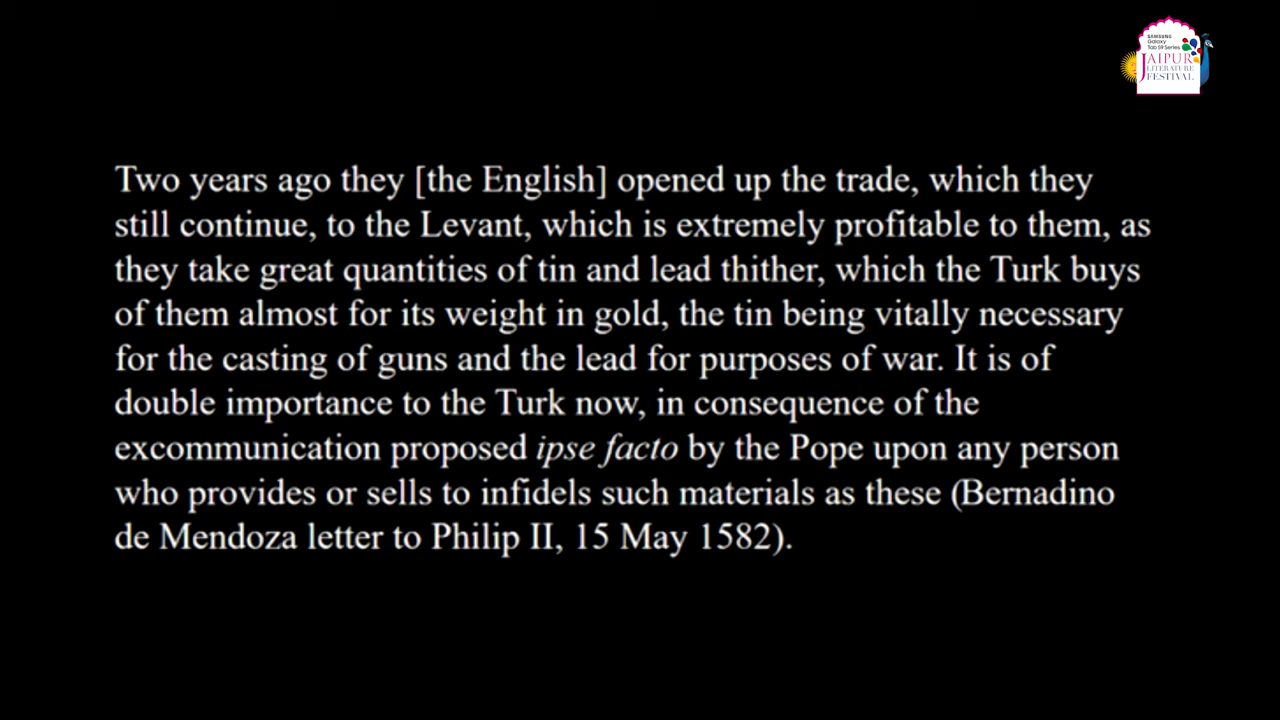 SAMSUNG
Galaxy
Tab S9 Series
JAIPUR
LITERATURE
FESTIVAL
Two years ago they [the English] opened up the trade, which they
still continue, to the Levant, which is extremely profitable to them, as
they take great quantities of tin and lead thither, which the Turk buys
of them almost for its weight in gold, the tin being vitally necessary
for the casting of guns and the lead for purposes of war. It is of
double importance to the Turk now, in consequence of the
excommunication proposed ipse facto by the Pope upon any person
who provides or sells to infidels such materials as these (Bernadino
de Mendoza letter to Philip II, 15 May 1582).